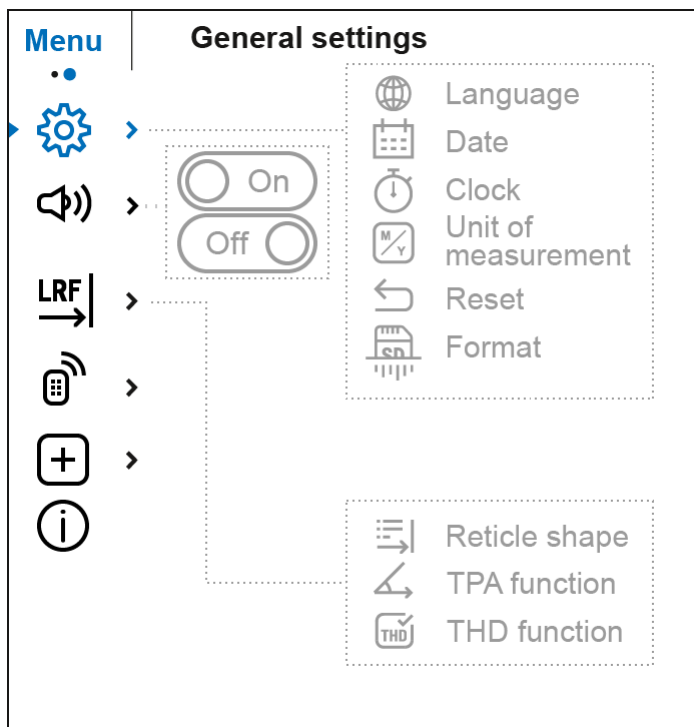 Menu
General settings
Language
Date
On
Clock
Off
M/Y
Unit of
measurement
LRF
Reset
SD
Format
Reticle shape
TPA function
THD
THD function